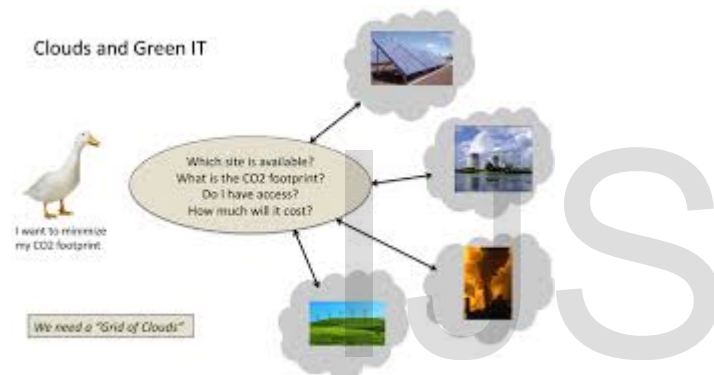 Clouds and Green IT
Which site is available?
What is the CO2 footprint?
Do I have access?
How much will it cost?
I want to minimize
my CO2 footprint
We need a "Grid of Clouds"
IJS